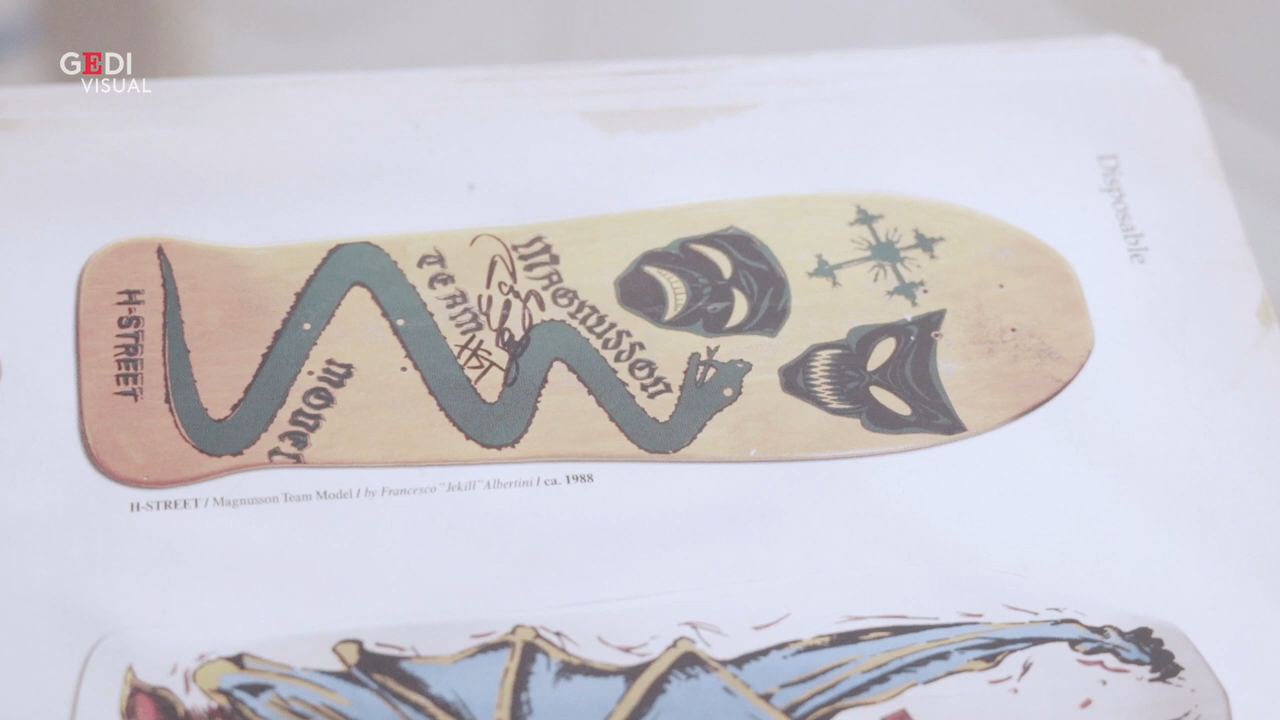 GEDI
VISUAL
Disposable
H-STREET
MODEL
TEAM
MAGNUSSON
H-STREET / Magnusson Team Model / by Francesco "Jekill" Albertini / ca. 1988